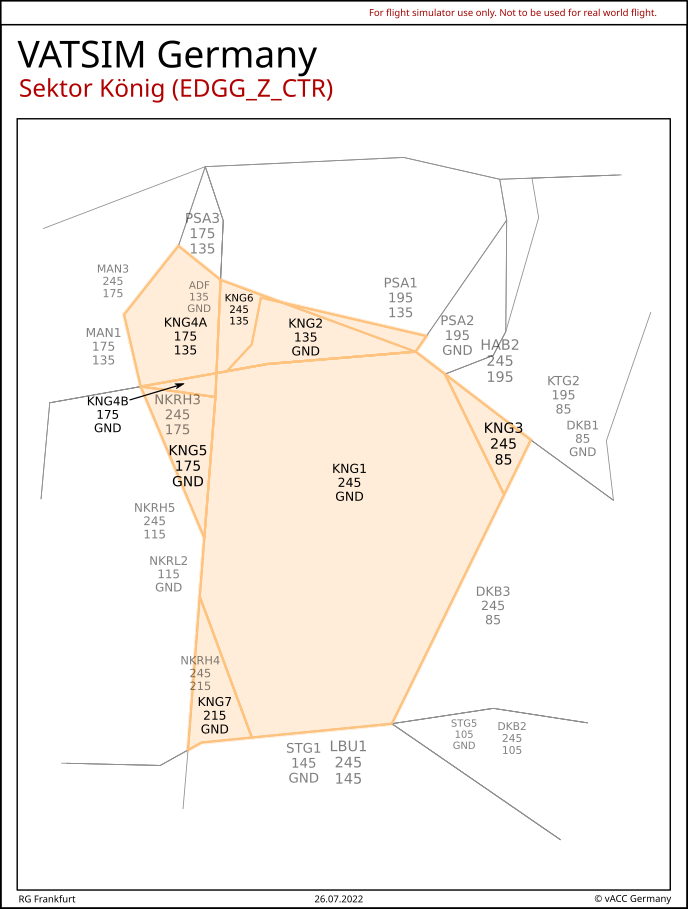 For flight simulator use only. Not to be used for real world flight.
VATSIM Germany
Sektor König (EDGG_Z_CTR)
PSA3
175
135
MAN3
245
175
ADF
135
GND
KNG6
245
135
PSA1
195
135
KNG4A
175
135
KNG2
135
GND
MAN1
175
135
PSA2
195
GND
HAB2
245
195
KTG2
195
85
KNG4B
175
GND
NKRH3
245
175
DKB1
85
GND
KNG3
245
85
KNG5
175
GND
KNG1
245
GND
NKRH5
245
115
NKRL2
115
GND
DKB3
245
85
NKRH4
245
215
KNG7
215
GND
STG1
145
GND
LBU1
245
145
STG5
105
GND
DKB2
245
105
RG Frankfurt
26.07.2022
© vACC Germany